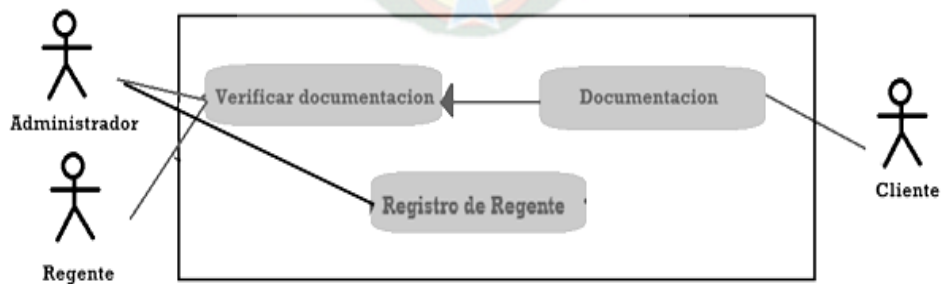 Administrador
Verificar documentacion
Documentacion
Cliente
Registro de Regente
Regente